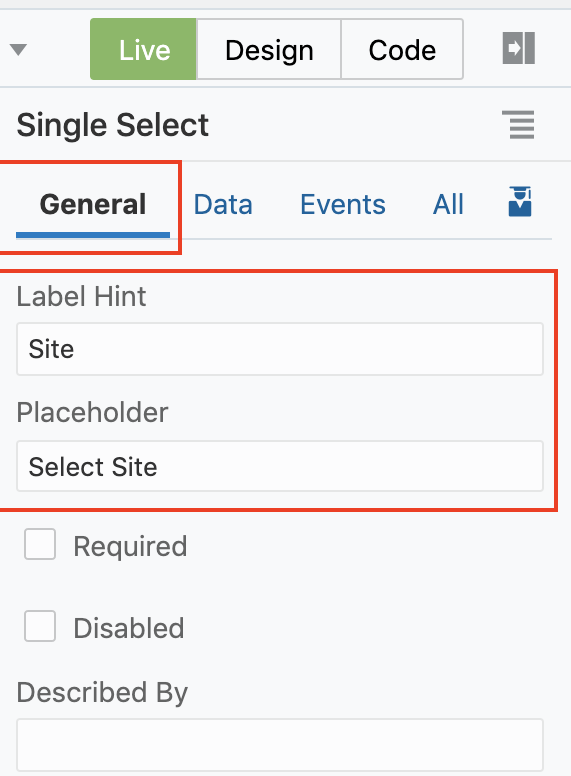 Live Design Code
Single Select
General Data Events All
Label Hint
Site
Placeholder
Select Site
Required
Disabled
Described By